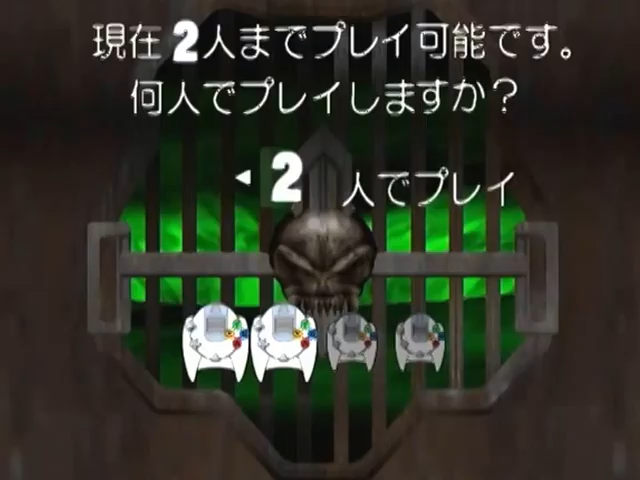 現在2人までプレイ可能です。
何人でプレイしますか？
◂ 2 人でプレイ